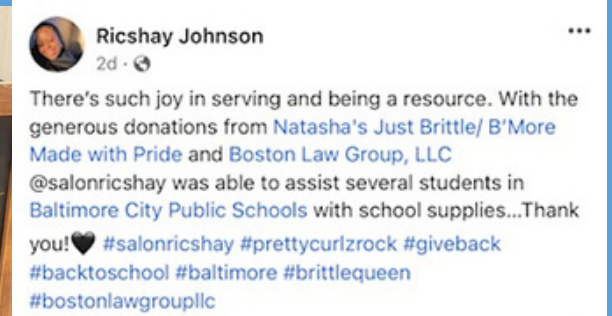 Ricshay Johnson
2d ·
There's such joy in serving and being a resource. With the
generous donations from Natasha's Just Brittle/ B'More
Made with Pride and Boston Law Group, LLC
@salonricshay was able to assist several students in
Baltimore City Public Schools with school supplies...Thank
you!🖤 #salonricshay #prettycurlzrock #giveback
#backtoschool #baltimore #brittlequeen
#bostonlawgroupllc